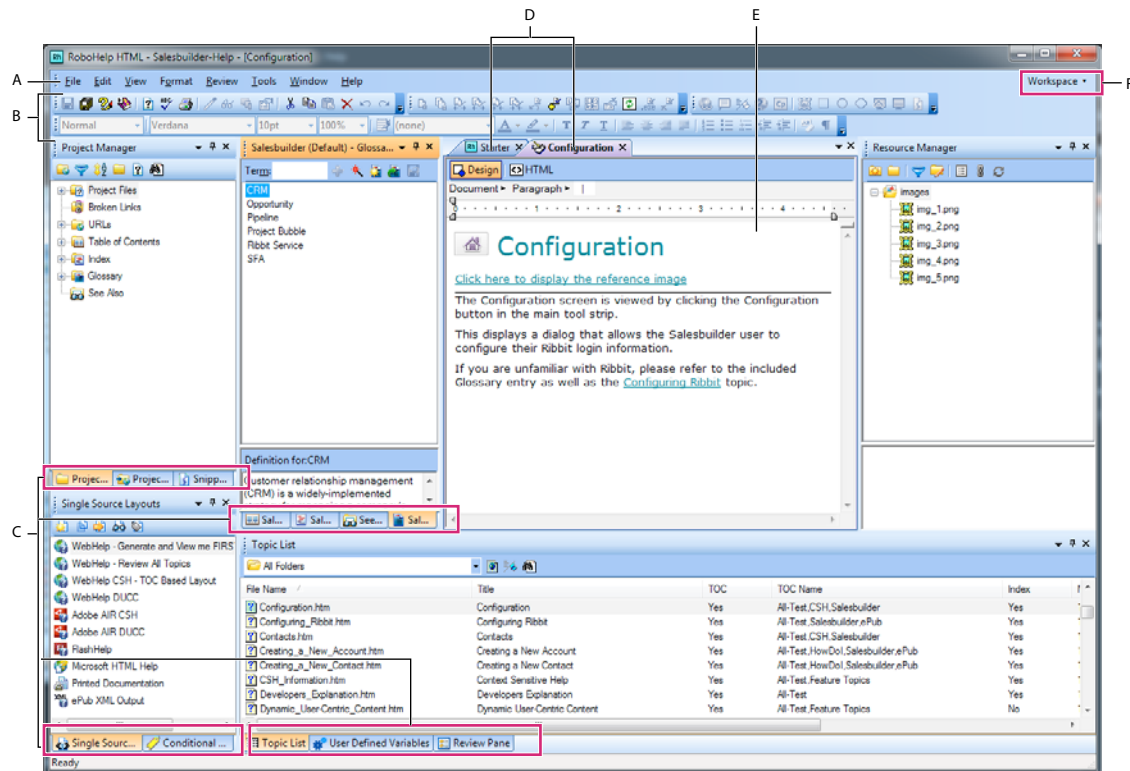 D E
RoboHelp HTML - Salesbuilder-Help - [Configuration]
A
File Edit View Format Review Tools Window Help
Workspace
F
B
Normal Verdana 10pt 100% (none)
Project Manager
Project Files
Broken Links
URLs
Table of Contents
Index
Glossary
See Also
Projec... Projec... Snipp...
Salesbuilder (Default) - Glossa...
Term:
CRM
Opportunity
Pipeline
Project Bubble
Ribbit Service
SFA
Definition for:CRM
Customer relationship management
(CRM) is a widely-implemented
Sal... Sal... See... Sal...
Starter Configuration
Design HTML
Document Paragraph
1 2 3 4
Configuration
Click here to display the reference image
The Configuration screen is viewed by clicking the Configuration
button in the main tool strip.
This displays a dialog that allows the Salesbuilder user to
configure their Ribbit login information.
If you are unfamiliar with Ribbit, please refer to the included
Glossary entry as well as the Configuring Ribbit topic.
Resource Manager
images
img_1.png
img_2.png
img_3.png
img_4.png
img_5.png
C
Single Source Layouts
WebHelp - Generate and View me FIRS
WebHelp - Review All Topics
WebHelp CSH - TOC Based Layout
WebHelp DUCC
Adobe AIR CSH
Adobe AIR DUCC
FlashHelp
Microsoft HTML Help
Printed Documentation
ePub XML Output
Single Sourc... Conditional ...
Topic List
All Folders
File Name Title TOC TOC Name Index
Configuration.htm Configuration Yes All-Test,CSH,Salesbuilder Yes
Configuring_Ribbit.htm Configuring Ribbit Yes All-Test,Salesbuilder,ePub Yes
Contacts.htm Contacts Yes All-Test,CSH,Salesbuilder Yes
Creating_a_New_Account.htm Creating a New Account Yes All-Test,HowDoI,Salesbuilder,ePub Yes
Creating_a_New_Contact.htm Creating a New Contact Yes All-Test,HowDoI,Salesbuilder,ePub Yes
CSH_Information.htm Context Sensitive Help Yes All-Test,Feature Topics Yes
Developers_Explanation.htm Developers Explanation Yes All-Test Yes
Dynamic_User-Centric_Content.htm Dynamic User-Centric Content Yes All-Test,Feature Topics No
Topic List User Defined Variables Review Pane
Ready